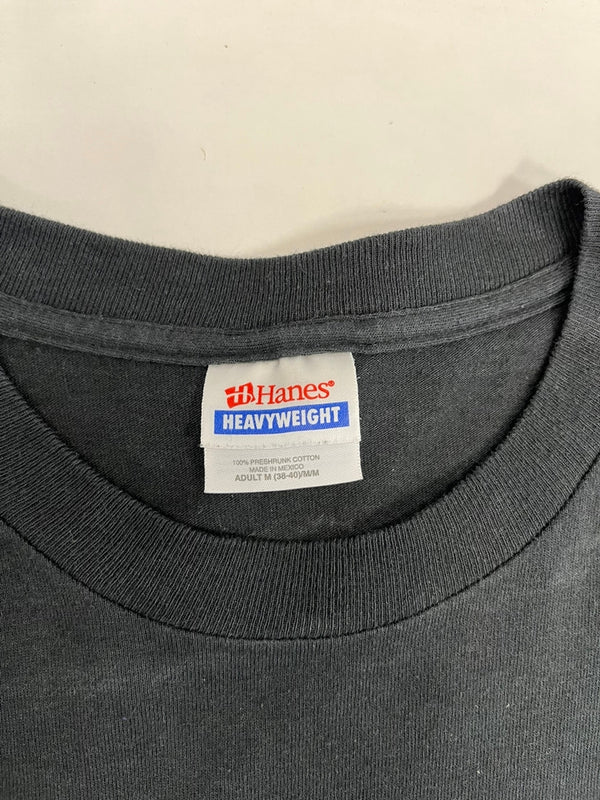 Hanes®
HEAVYWEIGHT
100% PRESHRUNK COTTON
MADE IN MEXICO
ADULT M (38-40)/M/M